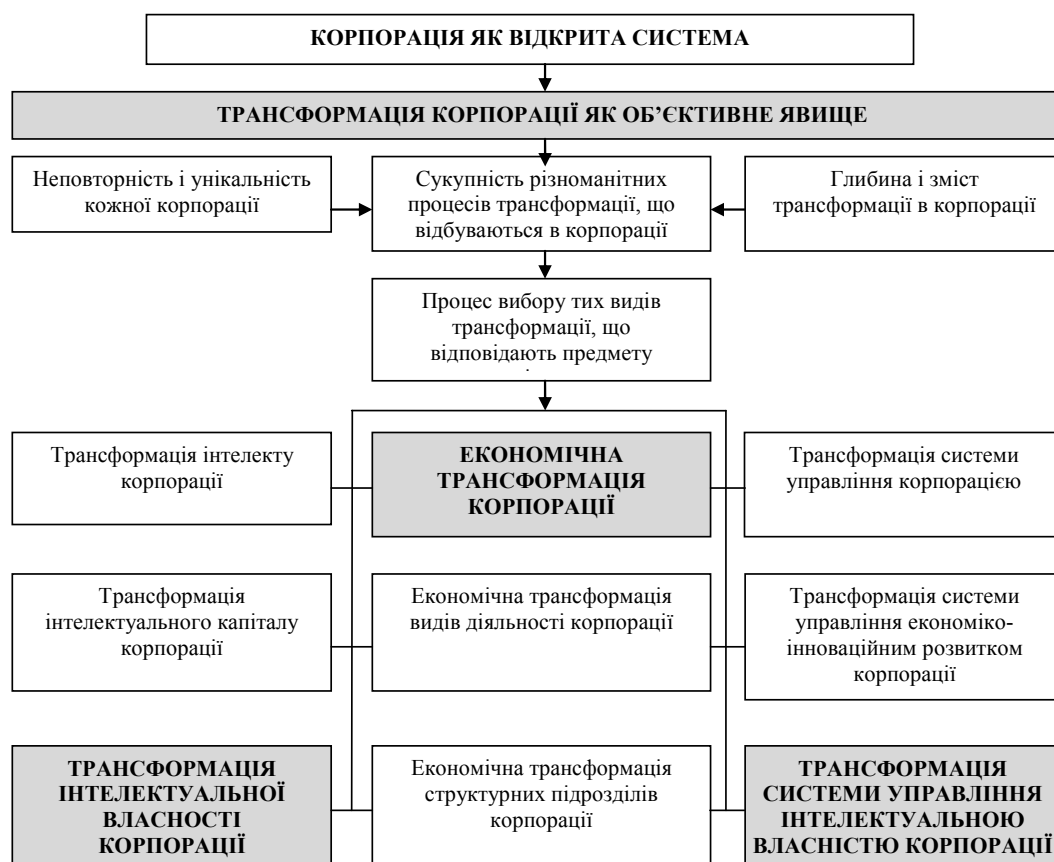 КОРПОРАЦІЯ ЯК ВІДКРИТА СИСТЕМА
ТРАНСФОРМАЦІЯ КОРПОРАЦІЇ ЯК ОБ’ЄКТИВНЕ ЯВИЩЕ
Неповторність і унікальність
кожної корпорації
Сукупність різноманітних
процесів трансформації, що
відбуваються в корпорації
Глибина і зміст
трансформації в корпорації
Процес вибору тих видів
трансформації, що
відповідають предмету
Трансформація інтелекту
корпорації
ЕКОНОМІЧНА
ТРАНСФОРМАЦІЯ
КОРПОРАЦІЇ
Трансформація системи
управління корпорацією
Трансформація
інтелектуального капіталу
корпорації
Економічна трансформація
видів діяльності корпорації
Трансформація системи
управління економіко-
інноваційним розвитком
корпорації
ТРАНСФОРМАЦІЯ
ІНТЕЛЕКТУАЛЬНОЇ
ВЛАСНОСТІ
КОРПОРАЦІЇ
Економічна трансформація
структурних підрозділів
корпорації
ТРАНСФОРМАЦІЯ
СИСТЕМИ УПРАВЛІННЯ
ІНТЕЛЕКТУАЛЬНОЮ
ВЛАСНІСТЮ КОРПОРАЦІЇ